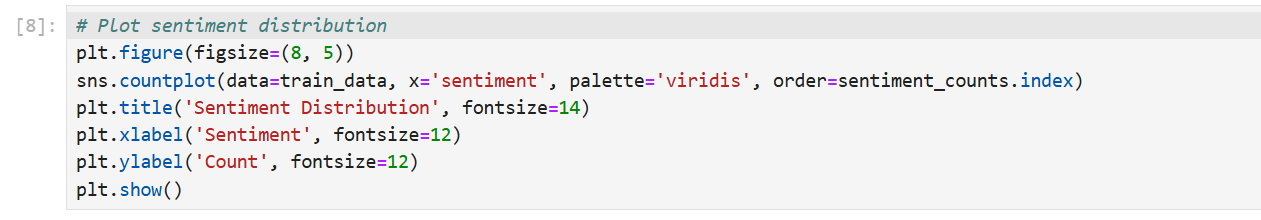 [8]: # Plot sentiment distribution
plt.figure(figsize=(8, 5))
sns.countplot(data=train_data, x='sentiment', palette='viridis', order=sentiment_counts.index)
plt.title('Sentiment Distribution', fontsize=14)
plt.xlabel('Sentiment', fontsize=12)
plt.ylabel('Count', fontsize=12)
plt.show()